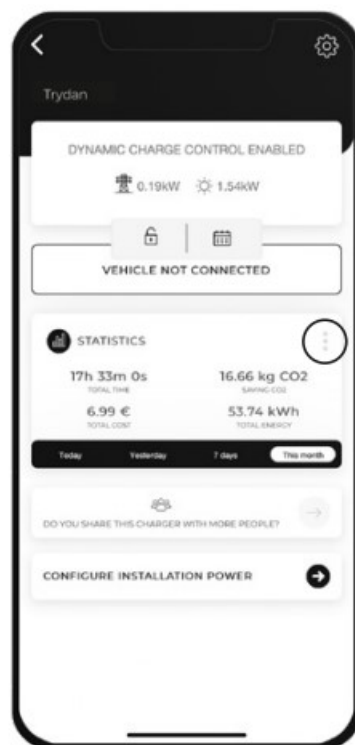 Trydan
DYNAMIC CHARGE CONTROL ENABLED
0.19kW 1.54kW
VEHICLE NOT CONNECTED
STATISTICS
17h 33m 0s 16.66 kg CO2
TOTAL TIME SAVING CO2
6.99 € 53.74 kWh
TOTAL COST TOTAL ENERGY
Today Yesterday 7 days This month
DO YOU SHARE THIS CHARGER WITH MORE PEOPLE?
CONFIGURE INSTALLATION POWER